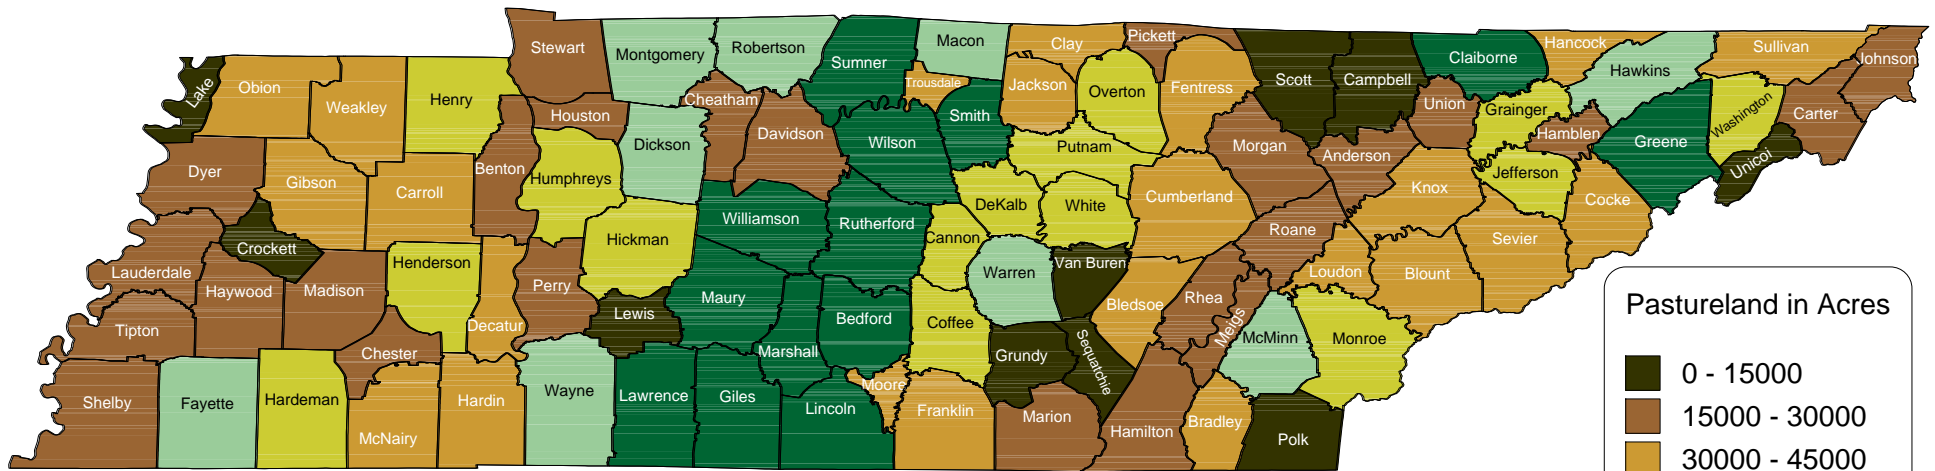 Stewart
Montgomery
Robertson
Sumner
Macon
Clay
Pickett
Scott
Campbell
Claiborne
Hancock
Hawkins
Sullivan
Johnson
Lake
Obion
Weakley
Henry
Houston
Cheatham
Trousdale
Jackson
Overton
Fentress
Union
Grainger
Washington
Carter
Dickson
Davidson
Wilson
Smith
Putnam
Morgan
Anderson
Hamblen
Greene
Unicoi
Dyer
Gibson
Carroll
Benton
Humphreys
Williamson
Rutherford
DeKalb
White
Cumberland
Knox
Jefferson
Cocke
Crockett
Hickman
Cannon
Roane
Sevier
Lauderdale
Haywood
Madison
Henderson
Perry
Maury
Warren
Van Buren
Bledsoe
Rhea
Loudon
Blount
Tipton
Decatur
Lewis
Bedford
Coffee
Meigs
McMinn
Monroe
Chester
Marshall
Grundy
Sequatchie
Shelby
Fayette
Hardeman
McNairy
Hardin
Wayne
Lawrence
Giles
Lincoln
Moore
Franklin
Marion
Hamilton
Bradley
Polk
Pastureland in Acres
0 - 15000
15000 - 30000
30000 - 45000